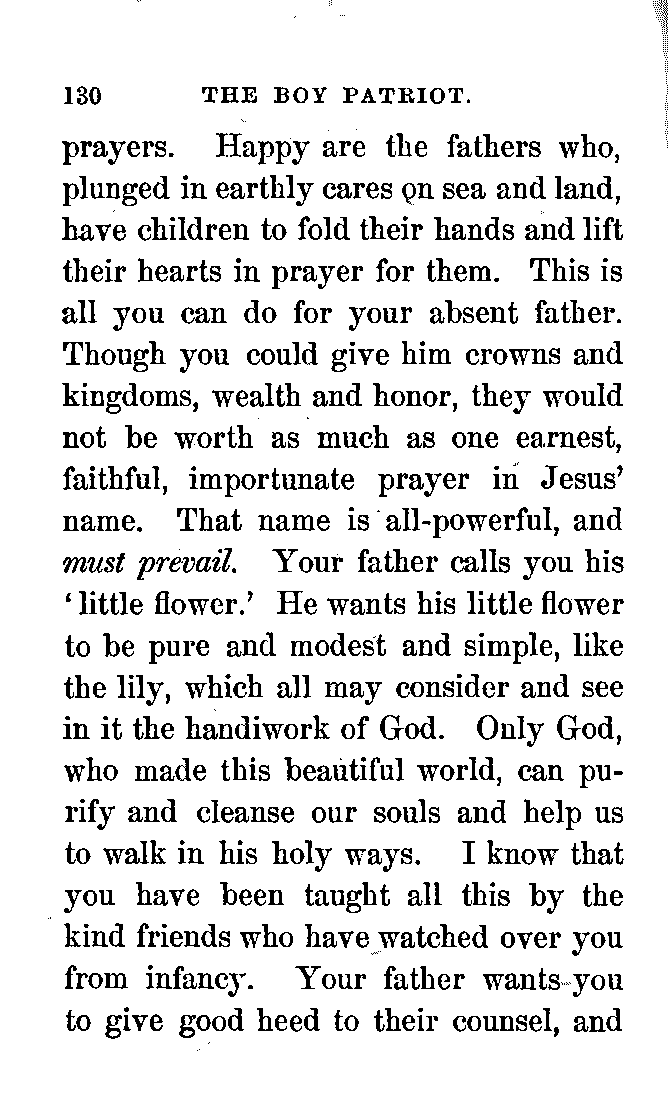 130 THE BOY PATRIOT.
prayers. Happy are the fathers who,
plunged in earthly cares on sea and land,
have children to fold their hands and lift
their hearts in prayer for them. This is
all you can do for your absent father.
Though you could give him crowns and
kingdoms, wealth and honor, they would
not be worth as much as one earnest,
faithful, importunate prayer in Jesus’
name. That name is all-powerful, and
must prevail. Your father calls you his
‘little flower.’ He wants his little flower
to be pure and modest and simple, like
the lily, which all may consider and see
in it the handiwork of God. Only God,
who made this beautiful world, can pu-
rify and cleanse our souls and help us
to walk in his holy ways. I know that
you have been taught all this by the
kind friends who have watched over you
from infancy. Your father wants you
to give good heed to their counsel, and